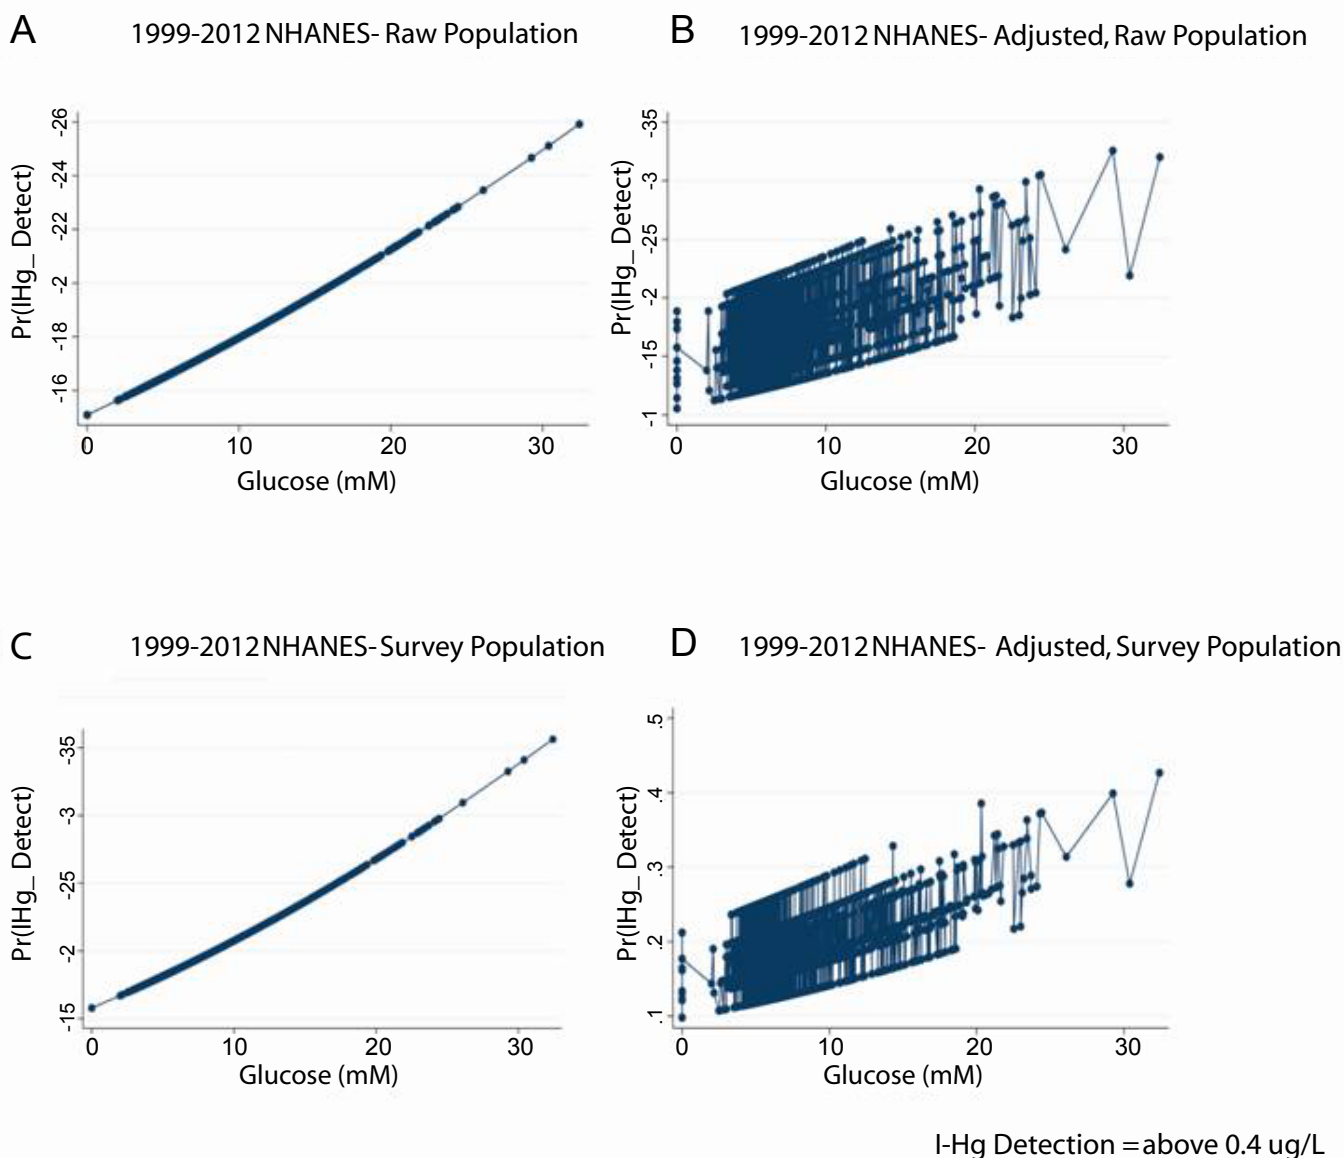 A 1999-2012 NHANES- Raw Population
-26
-24
-22
-2
-18
-16
Pr(IHg_ Detect)
0 10 20 30
Glucose (mM)
B 1999-2012 NHANES- Adjusted, Raw Population
-35
-3
-25
-2
-15
-1
Pr(IHg_ Detect)
0 10 20 30
Glucose (mM)
C 1999-2012 NHANES-Survey Population
-35
-3
-25
-2
-15
Pr(IHg_ Detect)
0 10 20 30
Glucose (mM)
D 1999-2012 NHANES- Adjusted, Survey Population
.5
.4
.3
.2
.1
Pr(IHg_ Detect)
0 10 20 30
Glucose (mM)
I-Hg Detection = above 0.4 ug/L